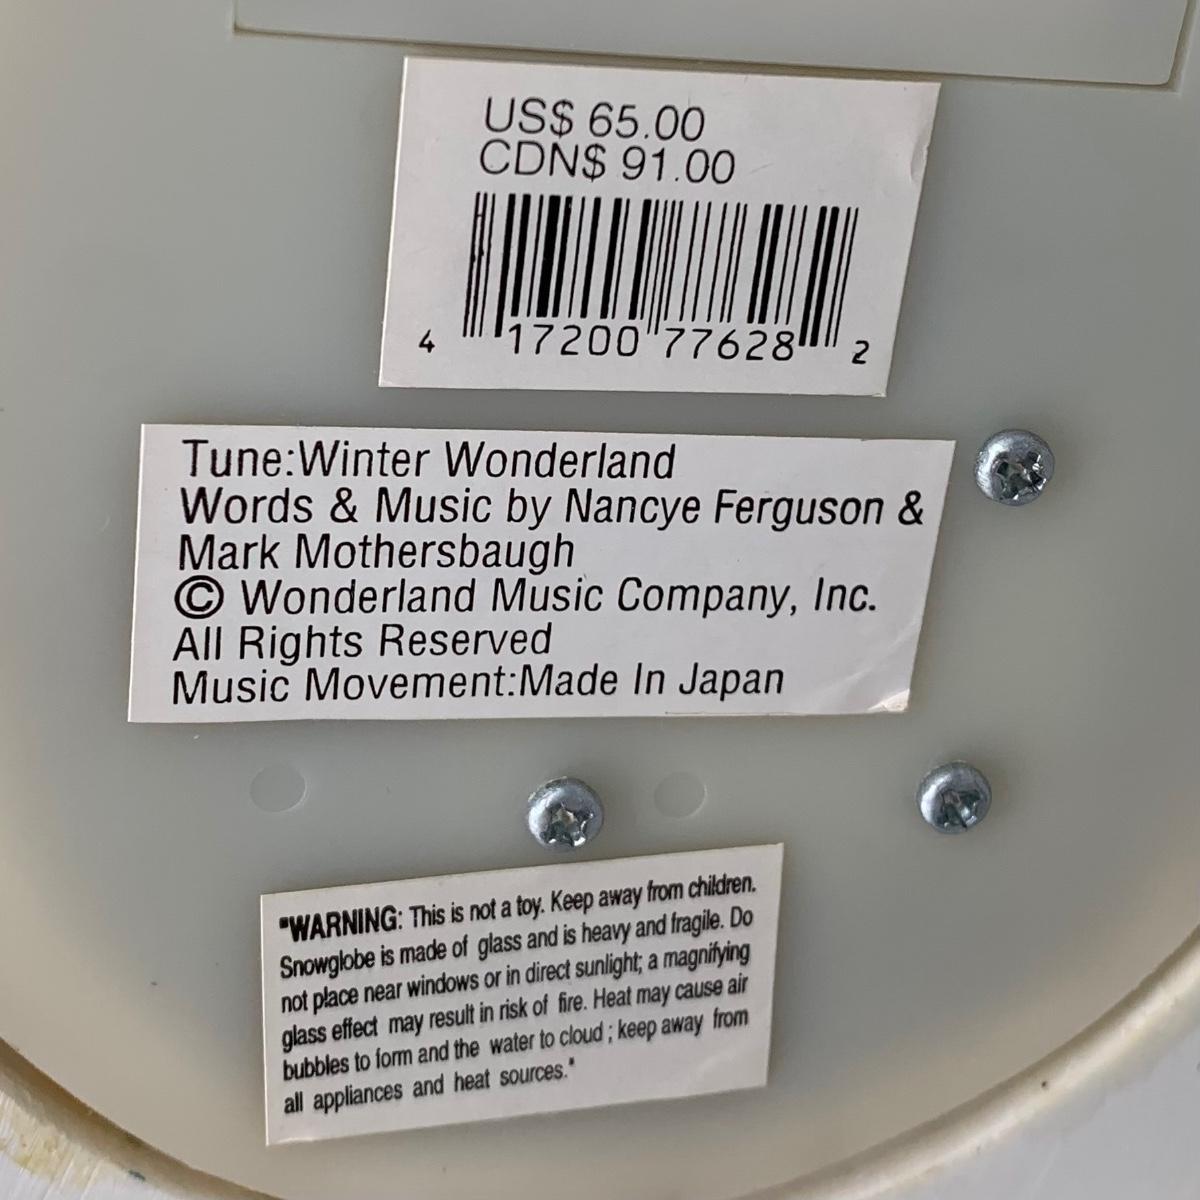 US$ 65.00
CDN$ 91.00
4 17200 77628 2
Tune:Winter Wonderland
Words & Music by Nancye Ferguson &
Mark Mothersbaugh
© Wonderland Music Company, Inc.
All Rights Reserved
Music Movement:Made In Japan
"WARNING: This is not a toy. Keep away from children.
Snowglobe is made of glass and is heavy and fragile. Do
not place near windows or in direct sunlight; a magnifying
glass effect may result in risk of fire. Heat may cause air
bubbles to form and the water to cloud ; keep away from
all appliances and heat sources."